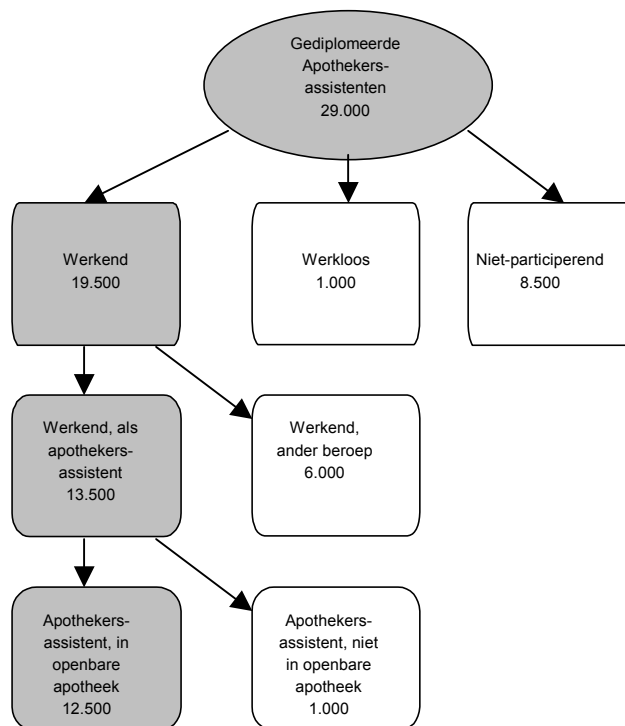 Gediplomeerde
Apothekers-
assistenten
29.000
Werkend
19.500
Werkloos
1.000
Niet-participerend
8.500
Werkend, als
apothekers-
assistent
13.500
Werkend,
ander beroep
6.000
Apothekers-
assistent, in
openbare
apotheek
12.500
Apothekers-
assistent, niet
in openbare
apotheek
1.000